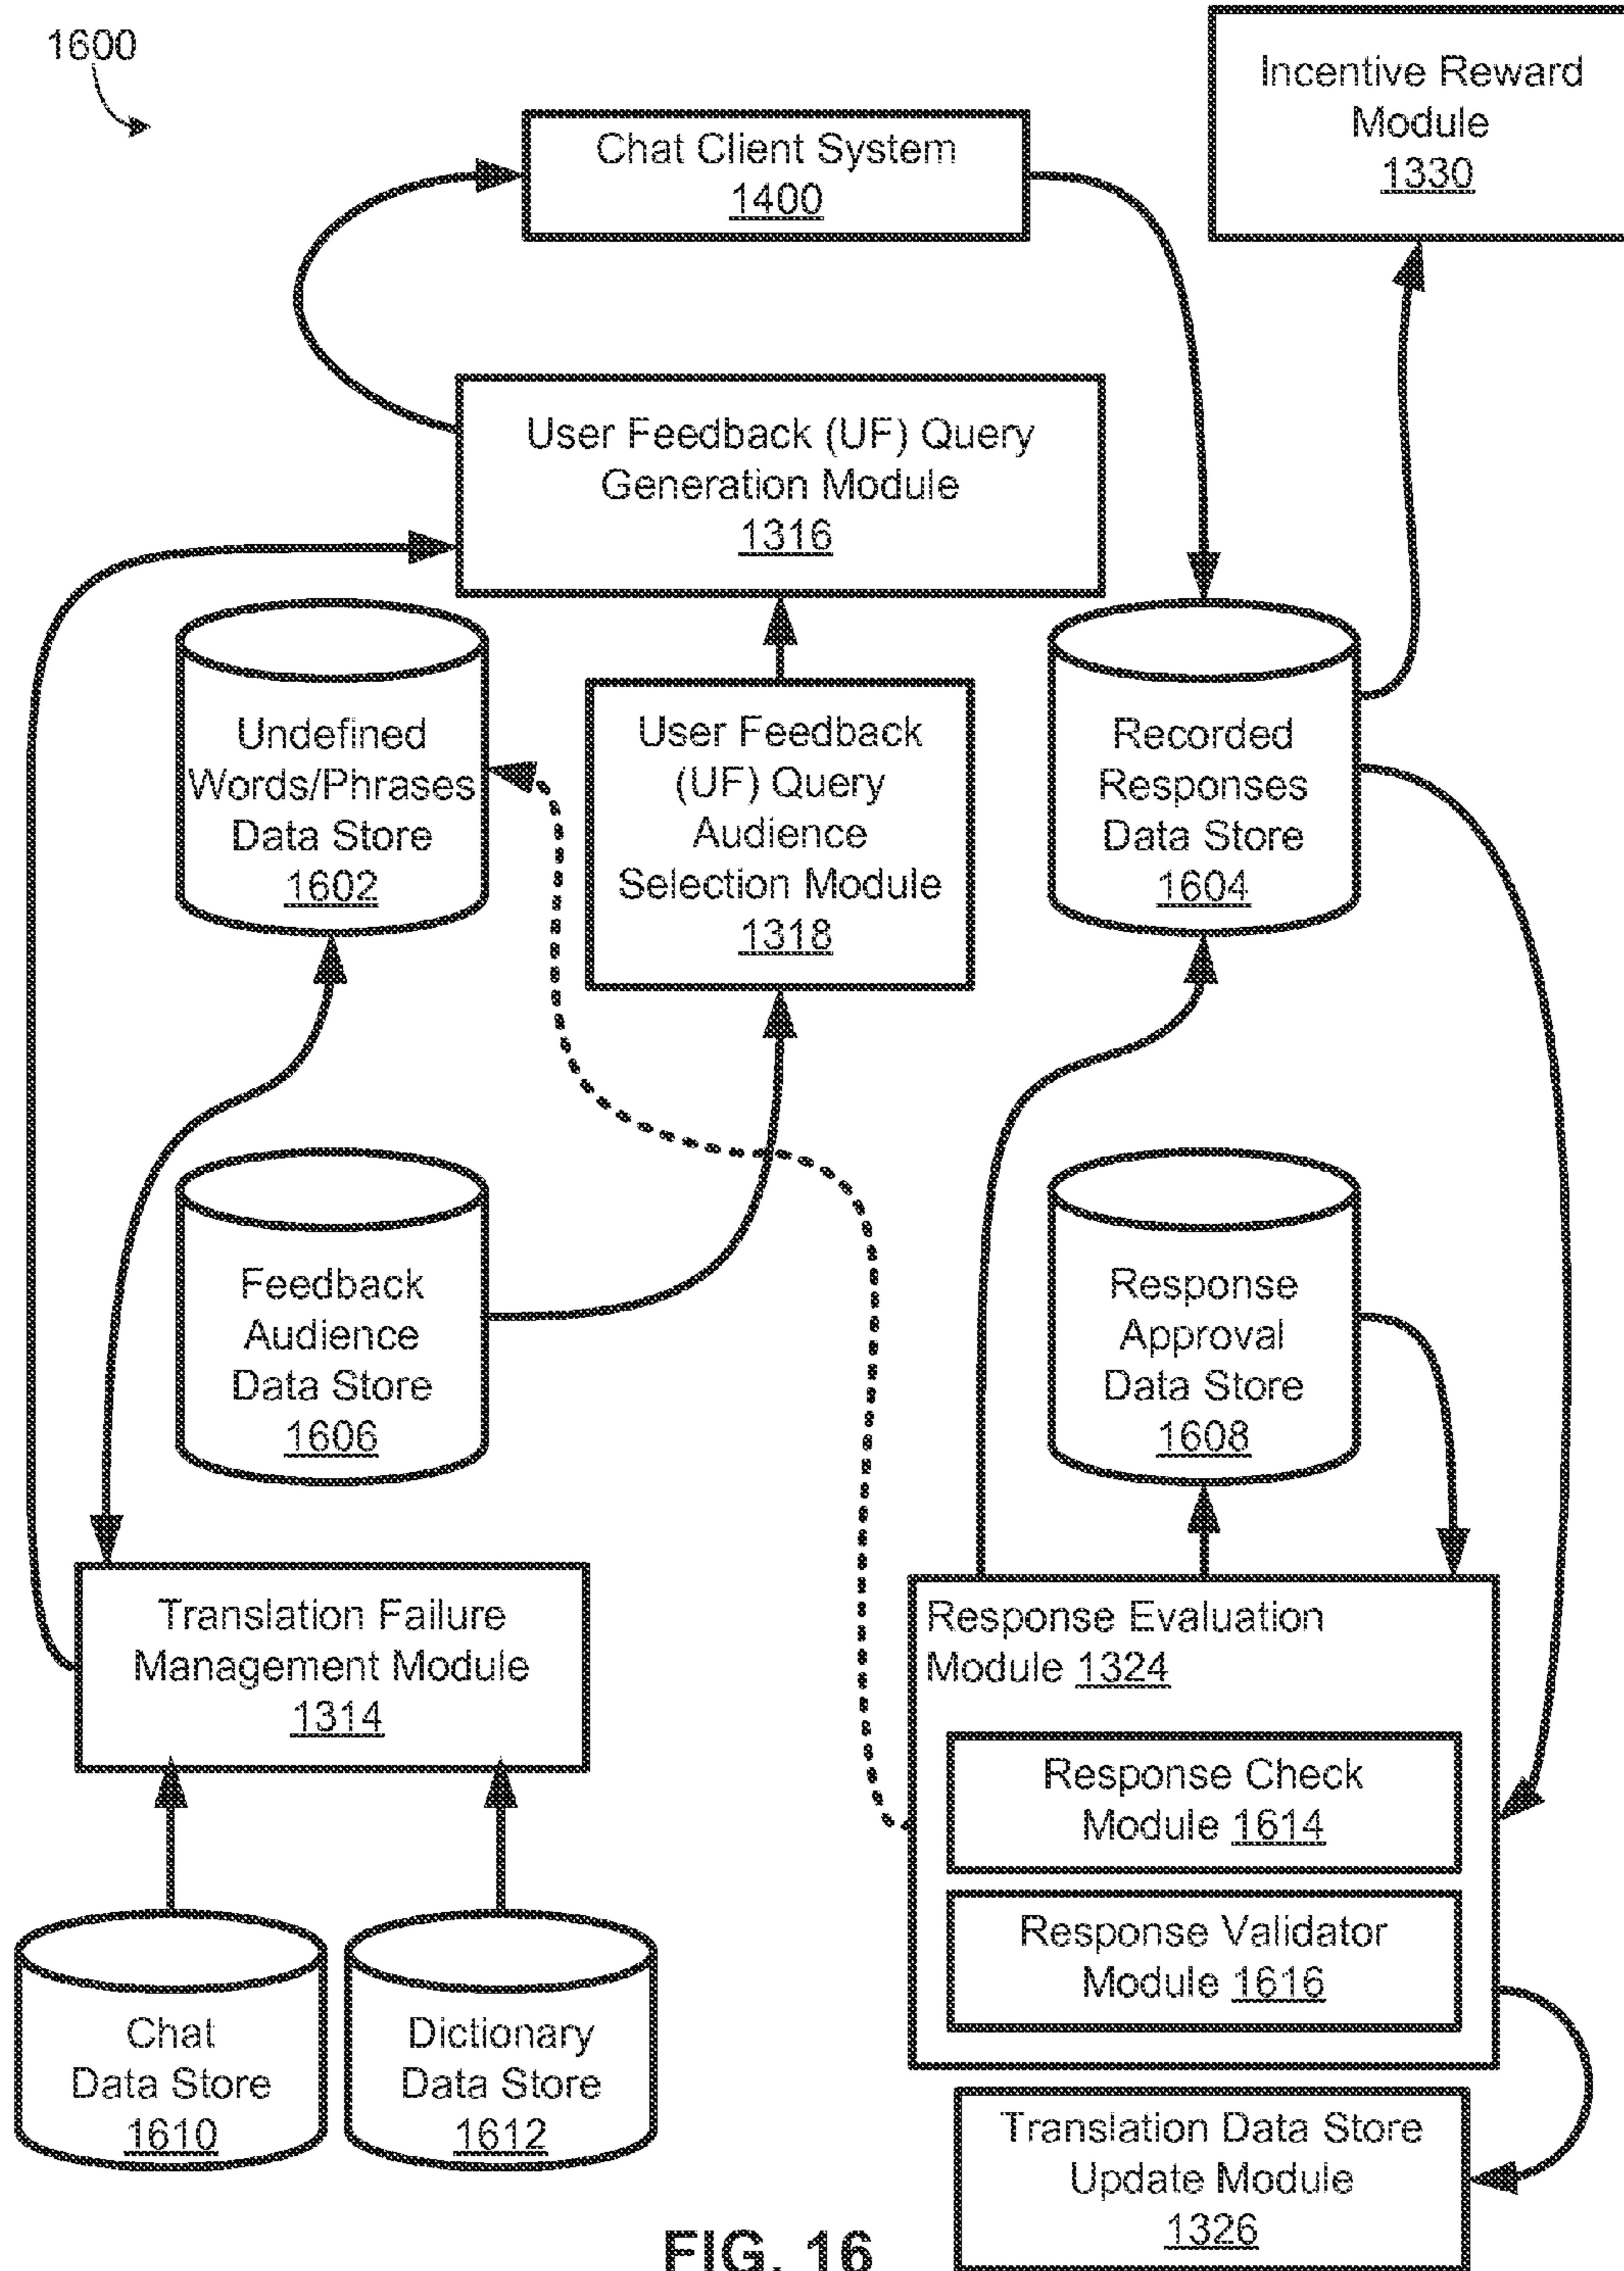 1600
Incentive Reward
Module
1330
Chat Client System
1400
User Feedback (UF) Query
Generation Module
1316
Undefined
Words/Phrases
Data Store
1602
User Feedback
(UF) Query
Audience
Selection Module
1318
Recorded
Responses
Data Store
1604
Feedback
Audience
Data Store
1606
Response
Approval
Data Store
1608
Translation Failure
Management Module
1314
Response Evaluation
Module 1324
Response Check
Module 1614
Response Validator
Module 1616
Chat
Data Store
1610
Dictionary
Data Store
1612
Translation Data Store
Update Module
1326
FIG. 16